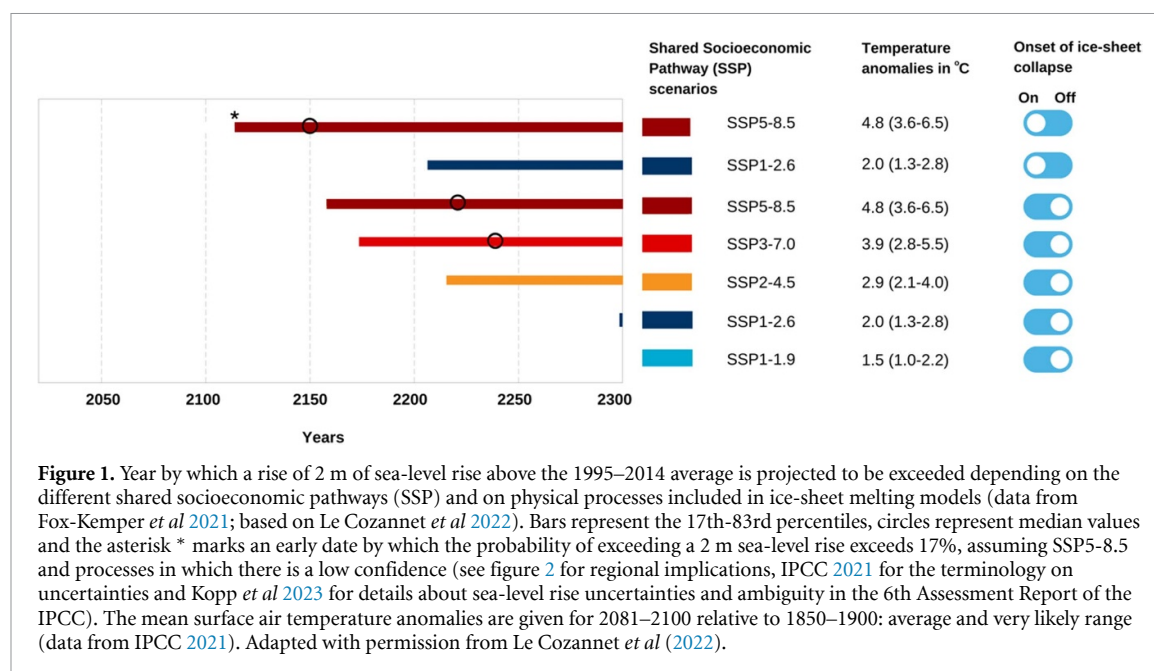 Shared Socioeconomic
Pathway (SSP)
scenarios
Temperature
anomalies in °C
Onset of ice-sheet
collapse
On Off
*
SSP5-8.5 4.8 (3.6-6.5)
SSP1-2.6 2.0 (1.3-2.8)
SSP5-8.5 4.8 (3.6-6.5)
SSP3-7.0 3.9 (2.8-5.5)
SSP2-4.5 2.9 (2.1-4.0)
SSP1-2.6 2.0 (1.3-2.8)
SSP1-1.9 1.5 (1.0-2.2)
2050 2100 2150 2200 2250 2300
Years
Figure 1. Year by which a rise of 2 m of sea-level rise above the 1995–2014 average is projected to be exceeded depending on the
different shared socioeconomic pathways (SSP) and on physical processes included in ice-sheet melting models (data from
Fox-Kemper et al 2021; based on Le Cozannet et al 2022). Bars represent the 17th-83rd percentiles, circles represent median values
and the asterisk * marks an early date by which the probability of exceeding a 2 m sea-level rise exceeds 17%, assuming SSP5-8.5
and processes in which there is a low confidence (see figure 2 for regional implications, IPCC 2021 for the terminology on
uncertainties and Kopp et al 2023 for details about sea-level rise uncertainties and ambiguity in the 6th Assessment Report of the
IPCC). The mean surface air temperature anomalies are given for 2081–2100 relative to 1850–1900: average and very likely range
(data from IPCC 2021). Adapted with permission from Le Cozannet et al (2022).